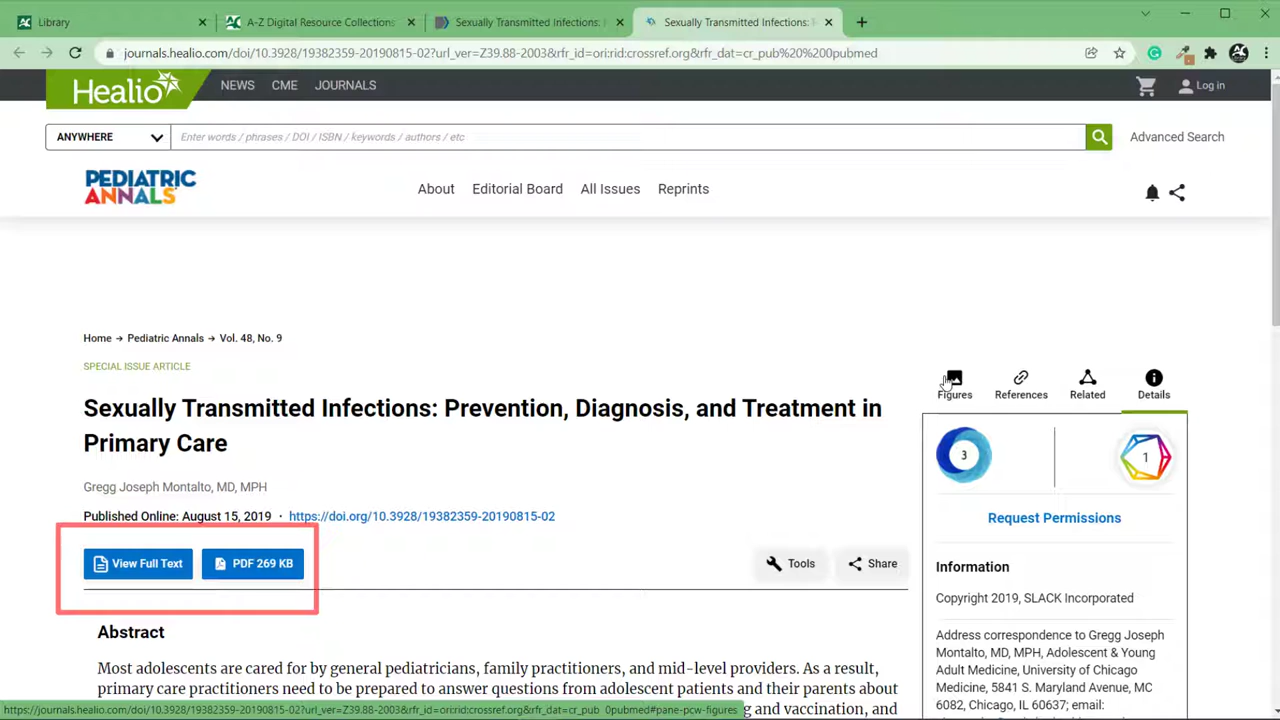 Library
A-Z Digital Resource Collections
Sexually Transmitted Infections:
Sexually Transmitted Infections:
journals.healio.com/doi/10.3928/19382359-20190815-02?url_ver=Z39.88-2003&rfr_id=ori:rid:crossref.org&rfr_dat=cr_pub%20%200pubmed
Healio
NEWS CME JOURNALS
Log in
ANYWHERE
Enter words / phrases / DOI / ISBN / keywords / authors / etc
Advanced Search
PEDIATRIC
ANNALS
About Editorial Board All Issues Reprints
Home → Pediatric Annals → Vol. 48, No. 9
SPECIAL ISSUE ARTICLE
Sexually Transmitted Infections: Prevention, Diagnosis, and Treatment in
Primary Care
Gregg Joseph Montalto, MD, MPH
Published Online: August 15, 2019 · https://doi.org/10.3928/19382359-20190815-02
View Full Text
PDF 269 KB
Tools
Share
Abstract
Most adolescents are cared for by general pediatricians, family practitioners, and mid-level providers. As a result,
primary care practitioners need to be prepared to answer questions from adolescent patients and their parents about
g and vaccination, and
Figures References Related Details
3
1
Request Permissions
Information
Copyright 2019, SLACK Incorporated
Address correspondence to Gregg Joseph
Montalto, MD, MPH, Adolescent & Young
Adult Medicine, University of Chicago
Medicine, 5841 S. Maryland Avenue, MC
6082, Chicago, IL 60637; email:
https://journals.healio.com/doi/10.3928/19382359-20190815-02?url_ver=Z39.88-2003&rfr_id=ori:rid:crossref.org&rfr_dat=cr_pub 0pubmed#pane-pcw-figures